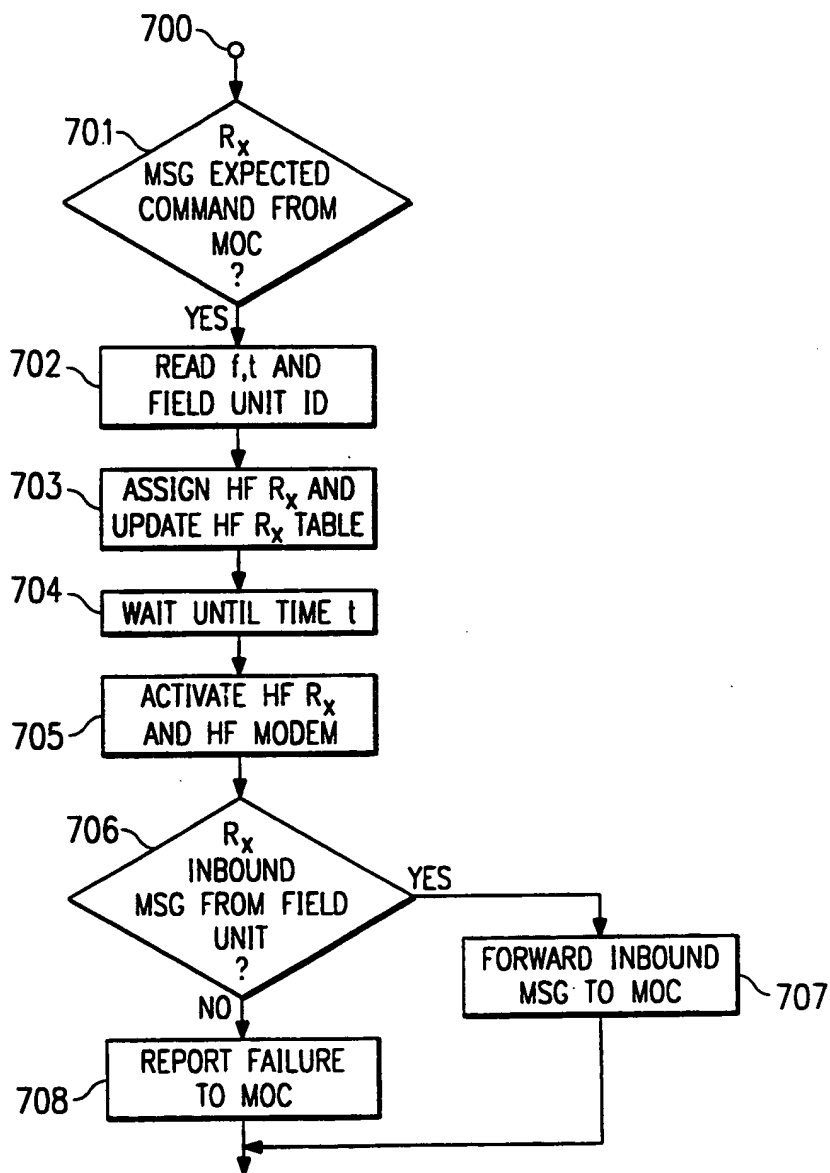 700
701
Rx
MSG EXPECTED
COMMAND FROM
MOC
?
YES
702
READ f,t AND
FIELD UNIT ID
703
ASSIGN HF Rx AND
UPDATE HF Rx TABLE
704
WAIT UNTIL TIME t
705
ACTIVATE HF Rx
AND HF MODEM
706
Rx
INBOUND
MSG FROM FIELD
UNIT
?
YES
NO
FORWARD INBOUND
MSG TO MOC
707
708
REPORT FAILURE
TO MOC